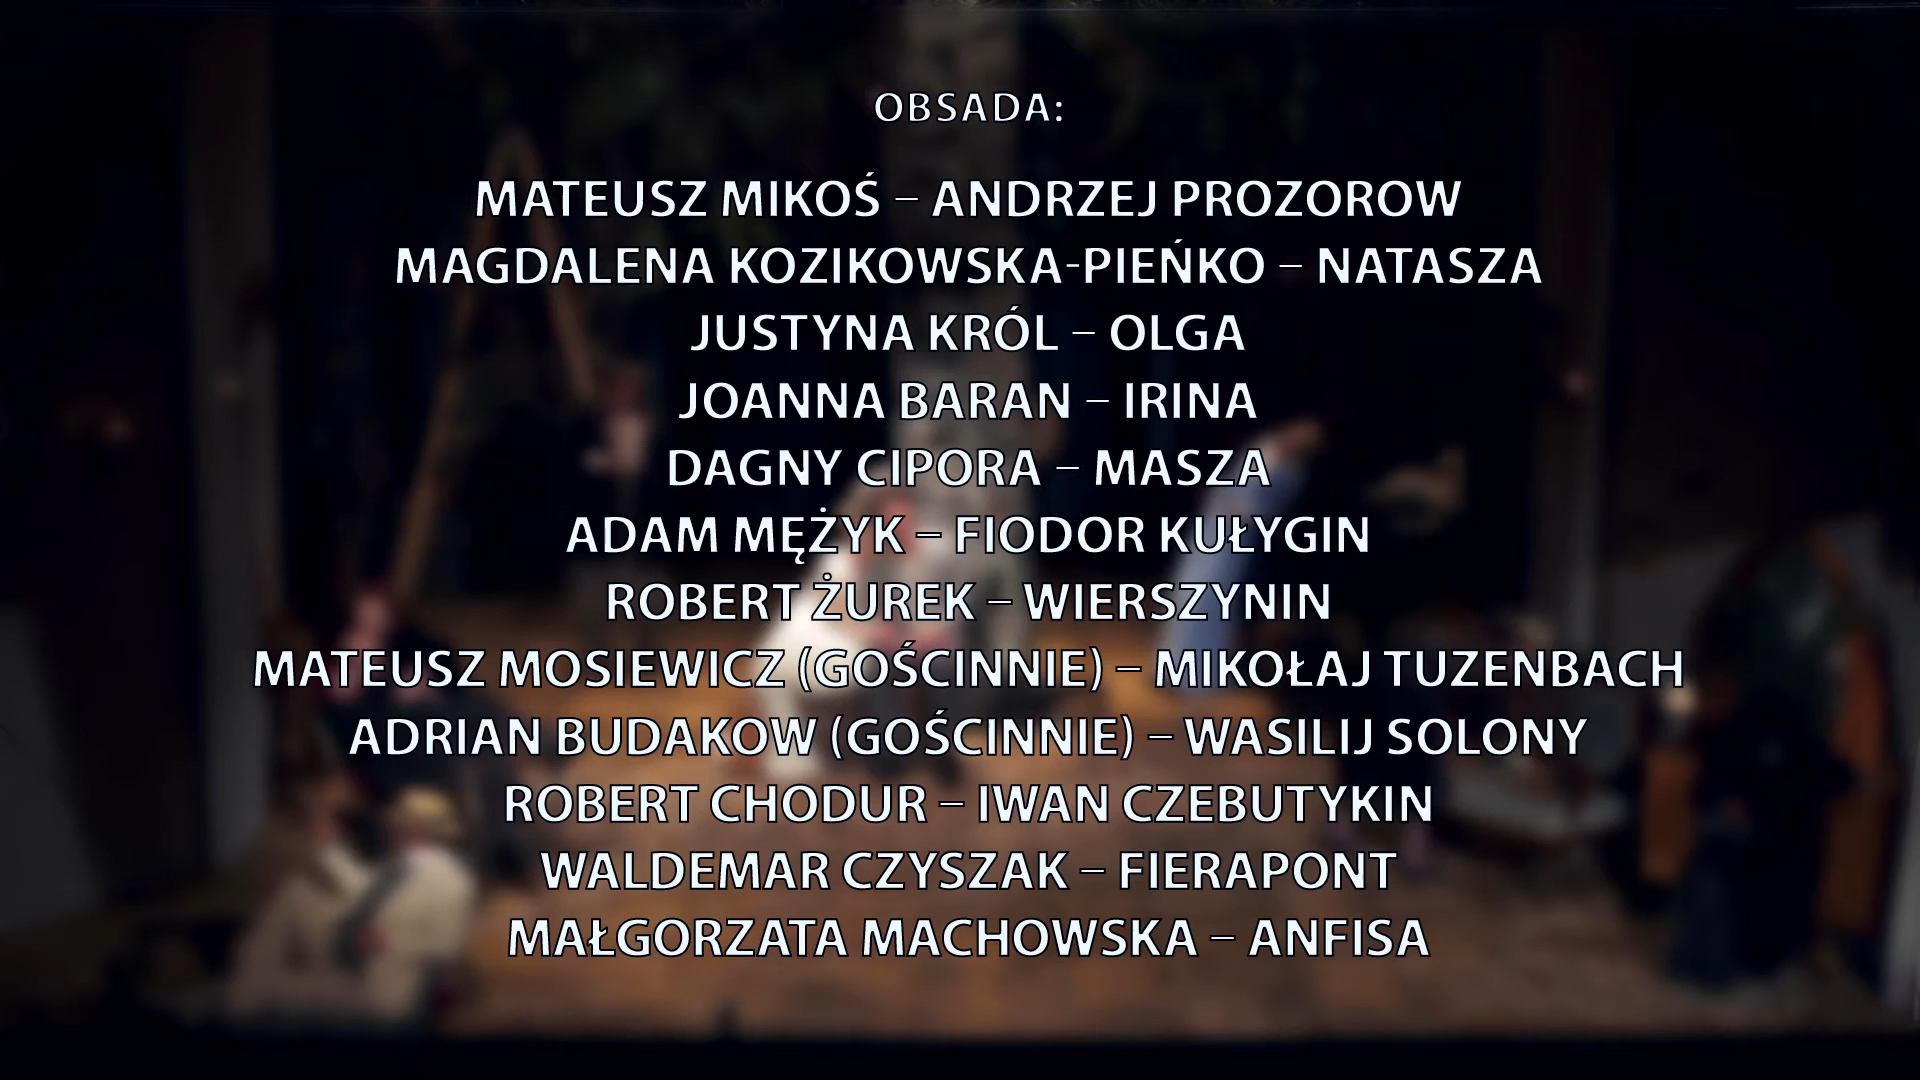 OBSADA:
MATEUSZ MIKOŚ – ANDRZEJ PROZOROW
MAGDALENA KOZIKOWSKA-PIEŃKO – NATASZA
JUSTYNA KRÓL – OLGA
JOANNA BARAN – IRINA
DAGNY CIPORA – MASZA
ADAM MĘŻYK – FIODOR KUŁYGIN
ROBERT ŻUREK – WIERSZYNIN
MATEUSZ MOSIEWICZ (GOŚCINNIE) – MIKOŁAJ TUZENBACH
ADRIAN BUDAKOW (GOŚCINNIE) – WASILIJ SOLONY
ROBERT CHODUR – IWAN CZEBUTYKIN
WALDEMAR CZYSZAK – FIERAPONT
MAŁGORZATA MACHOWSKA – ANFISA